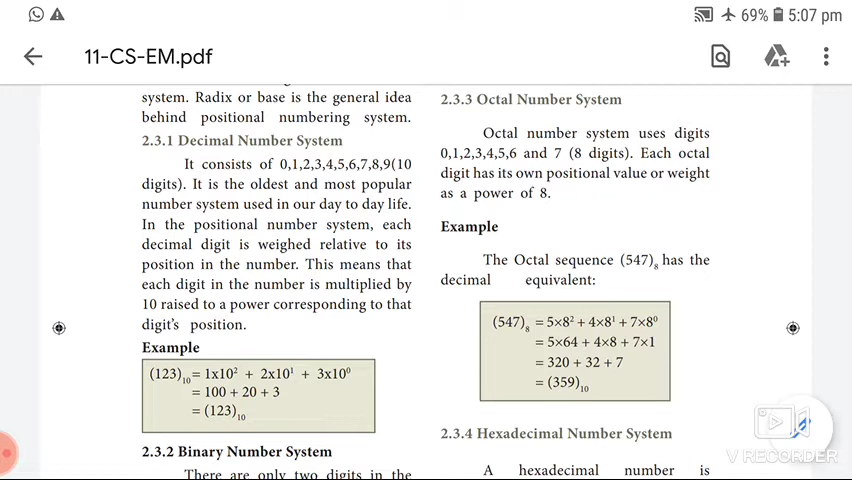 69% 5:07 pm
11-CS-EM.pdf
system. Radix or base is the general idea
behind positional numbering system.
2.3.1 Decimal Number System
It consists of 0,1,2,3,4,5,6,7,8,9(10
digits). It is the oldest and most popular
number system used in our day to day life.
In the positional number system, each
decimal digit is weighed relative to its
position in the number. This means that
each digit in the number is multiplied by
10 raised to a power corresponding to that
digit's position.
Example
(123)₁₀ = 1x10² + 2x10¹ + 3x10⁰
= 100 + 20 + 3
= (123)₁₀
2.3.2 Binary Number System
There are only two digits in the
2.3.3 Octal Number System
Octal number system uses digits
0,1,2,3,4,5,6 and 7 (8 digits). Each octal
digit has its own positional value or weight
as a power of 8.
Example
The Octal sequence (547)₈ has the
decimal equivalent:
(547)₈ = 5×8² + 4×8¹ + 7×8⁰
= 5×64 + 4×8 + 7×1
= 320 + 32 + 7
= (359)₁₀
2.3.4 Hexadecimal Number System
A hexadecimal number is
V RECORDER